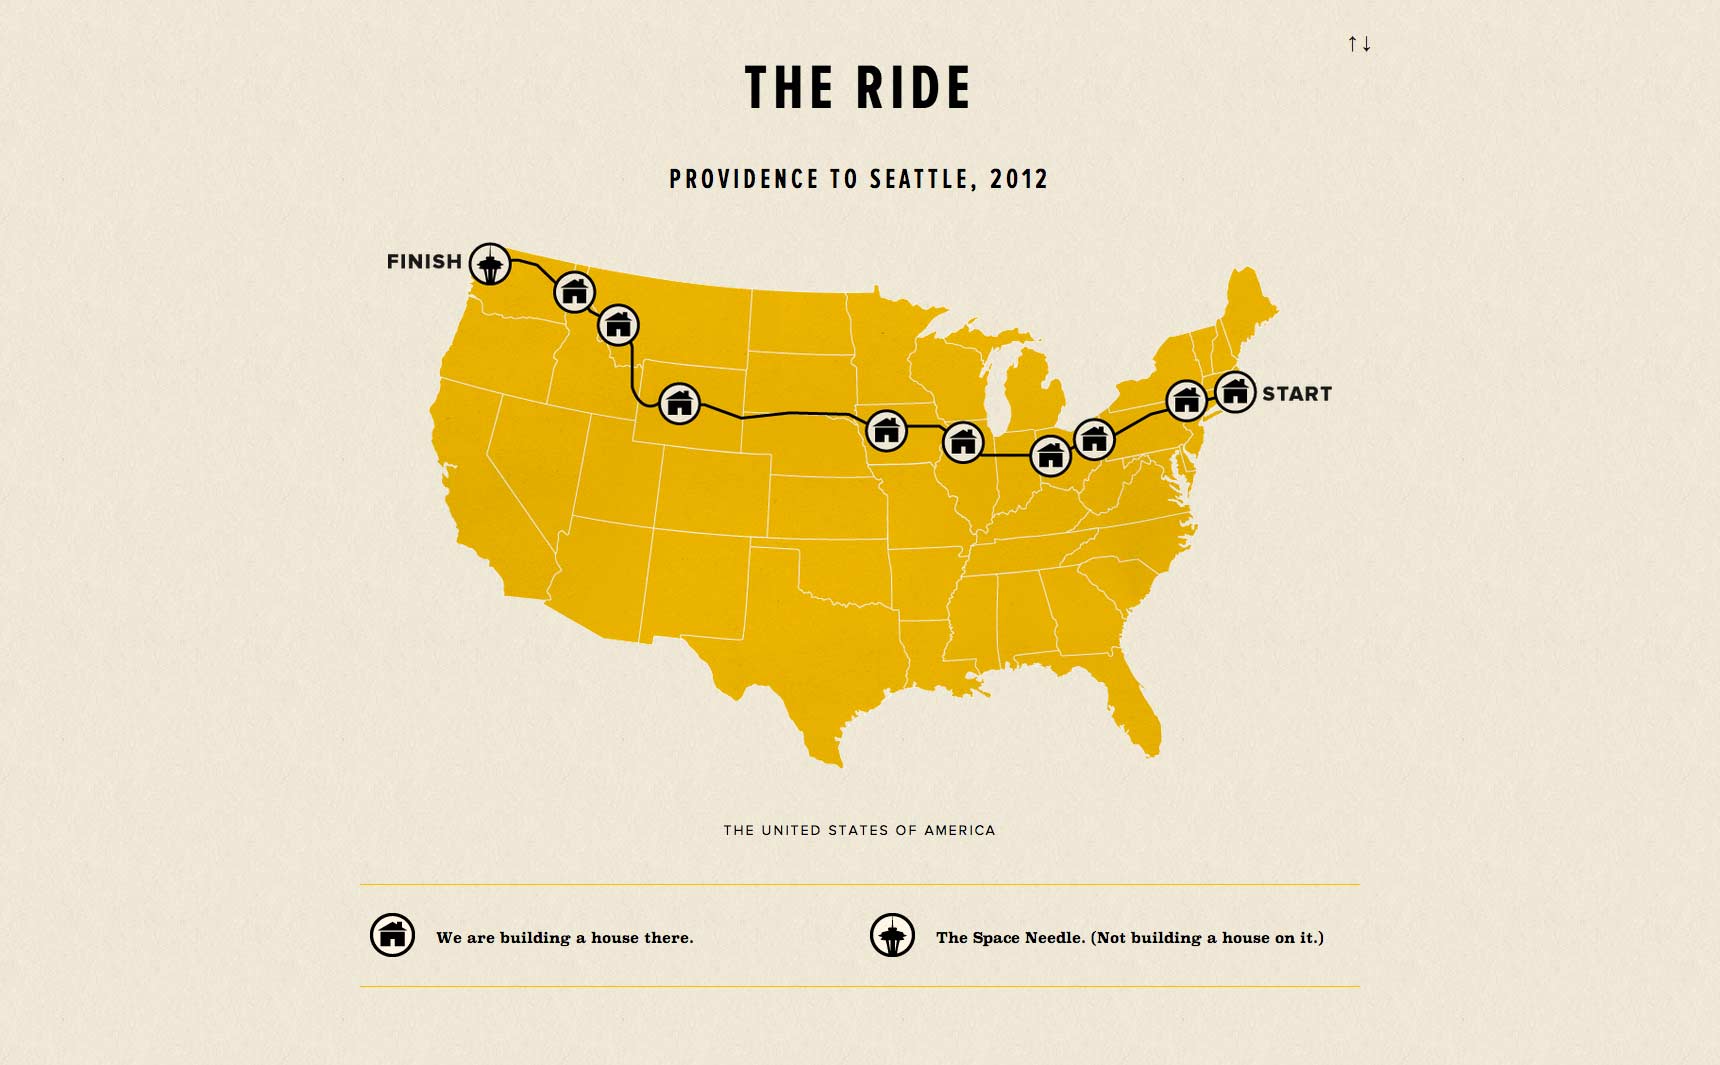 ↑↓
THE RIDE
PROVIDENCE TO SEATTLE, 2012
FINISH
START
THE UNITED STATES OF AMERICA
We are building a house there.
The Space Needle. (Not building a house on it.)